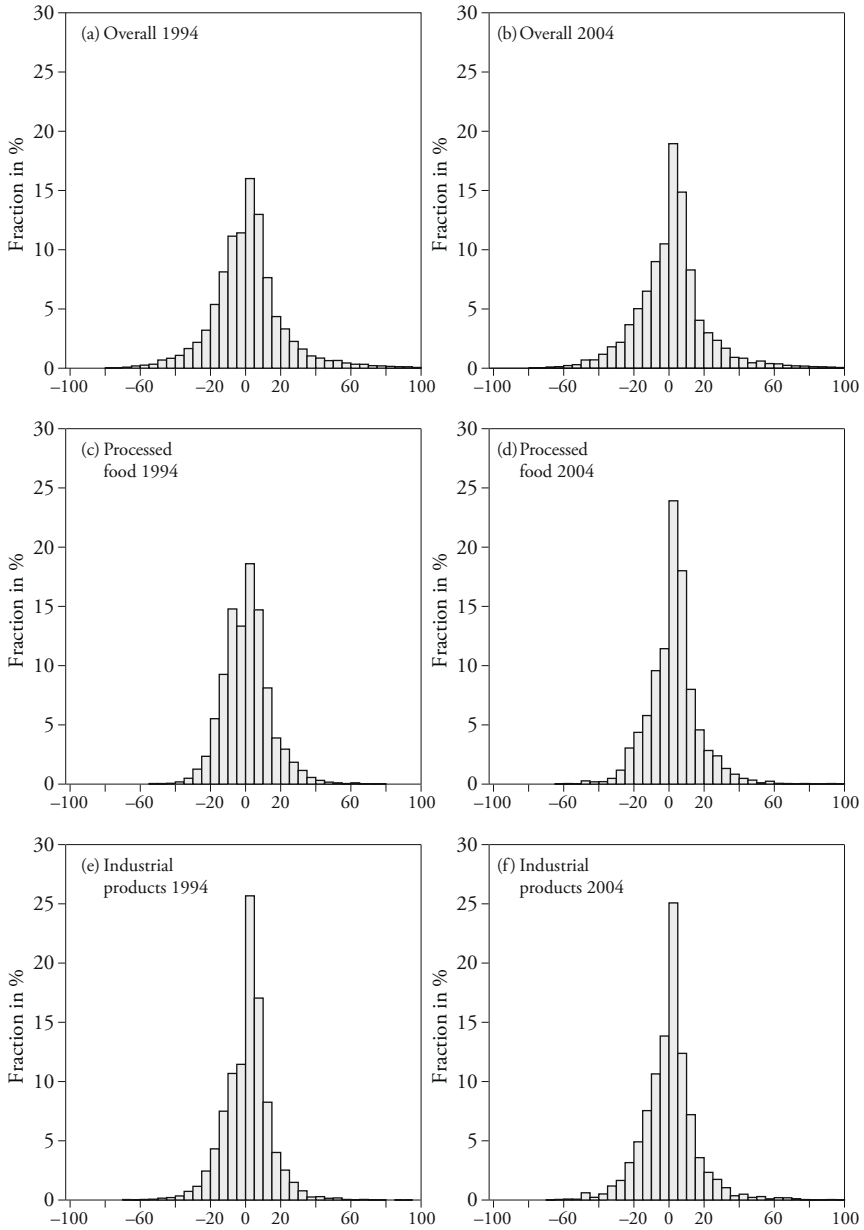 (a) Overall 1994
30
25
20
15
10
5
0
Fraction in %
–100 –60 –20 0 20 60 100
(b) Overall 2004
30
25
20
15
10
5
0
Fraction in %
–100 –60 –20 0 20 60 100
(c) Processed
food 1994
30
25
20
15
10
5
0
Fraction in %
–100 –60 –20 0 20 60 100
(d) Processed
food 2004
30
25
20
15
10
5
0
Fraction in %
–100 –60 –20 0 20 60 100
(e) Industrial
products 1994
30
25
20
15
10
5
0
Fraction in %
–100 –60 –20 0 20 60 100
(f) Industrial
products 2004
30
25
20
15
10
5
0
Fraction in %
–100 –60 –20 0 20 60 100